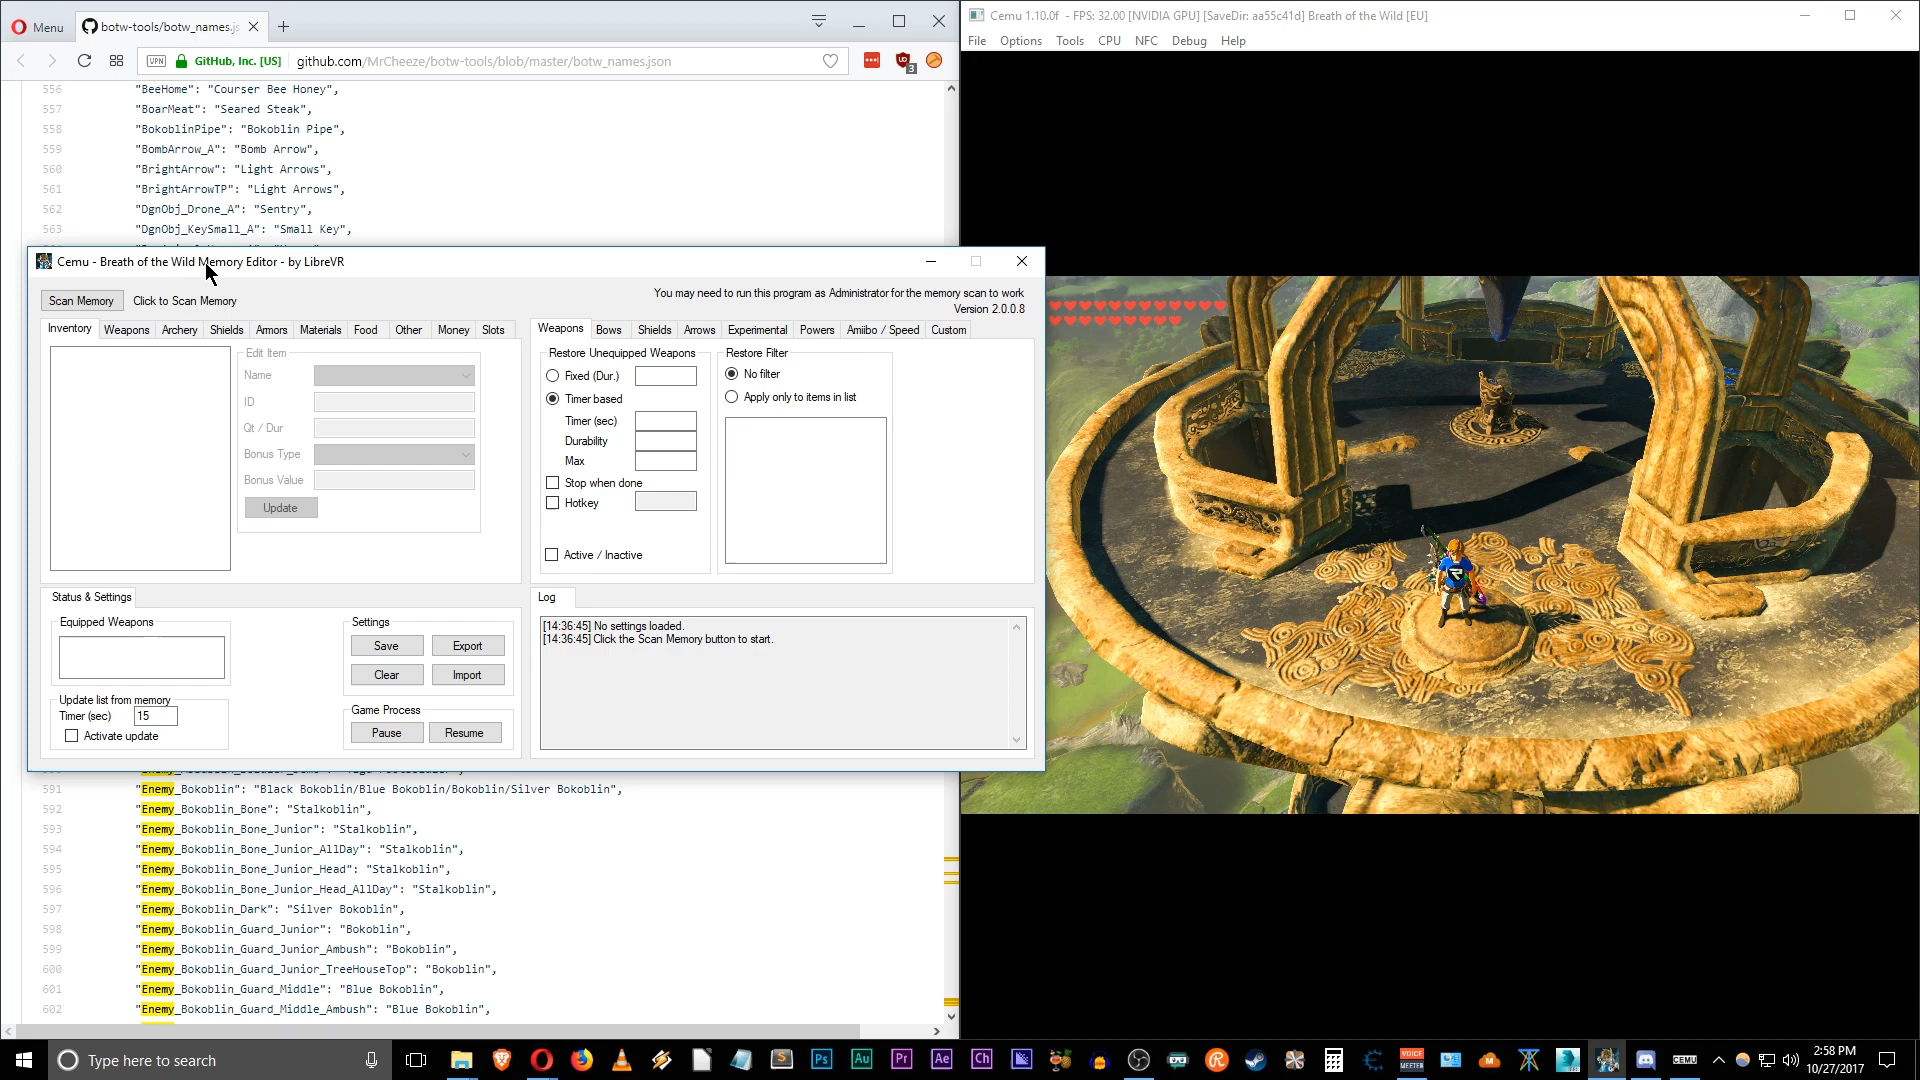 Menu
botw-tools/botw_names.js
VPN
GitHub, Inc. [US]
github.com/MrCheeze/botw-tools/blob/master/botw_names.json
3
556 "BeeHome": "Courser Bee Honey",
557 "BoarMeat": "Seared Steak",
558 "BokoblinPipe": "Bokoblin Pipe",
559 "BombArrow_A": "Bomb Arrow",
560 "BrightArrow": "Light Arrows",
561 "BrightArrowTP": "Light Arrows",
562 "DgnObj_Drone_A": "Sentry",
563 "DgnObj_KeySmall_A": "Small Key",
Cemu 1.10.0f - FPS: 32.00 [NVIDIA GPU] [SaveDir: aa55c41d] Breath of the Wild [EU]
File Options Tools CPU NFC Debug Help
Cemu - Breath of the Wild Memory Editor - by LibreVR
Scan Memory
Click to Scan Memory
You may need to run this program as Administrator for the memory scan to work
Version 2.0.0.8
Inventory Weapons Archery Shields Armors Materials Food Other Money Slots
Edit Item
Name
ID
Qt / Dur
Bonus Type
Bonus Value
Update
Weapons Bows Shields Arrows Experimental Powers Amiibo / Speed Custom
Restore Unequipped Weapons
Fixed (Dur.)
Timer based
Timer (sec)
Durability
Max
Stop when done
Hotkey
Active / Inactive
Restore Filter
No filter
Apply only to items in list
Status & Settings
Equipped Weapons
Update list from memory
Timer (sec) 15
Activate update
Settings
Save Export
Clear Import
Game Process
Pause Resume
Log
[14:36:45] No settings loaded.
[14:36:45] Click the Scan Memory button to start.
591 "Enemy_Bokoblin": "Black Bokoblin/Blue Bokoblin/Bokoblin/Silver Bokoblin",
592 "Enemy_Bokoblin_Bone": "Stalkoblin",
593 "Enemy_Bokoblin_Bone_Junior": "Stalkoblin",
594 "Enemy_Bokoblin_Bone_Junior_AllDay": "Stalkoblin",
595 "Enemy_Bokoblin_Bone_Junior_Head": "Stalkoblin",
596 "Enemy_Bokoblin_Bone_Junior_Head_AllDay": "Stalkoblin",
597 "Enemy_Bokoblin_Dark": "Silver Bokoblin",
598 "Enemy_Bokoblin_Guard_Junior": "Bokoblin",
599 "Enemy_Bokoblin_Guard_Junior_Ambush": "Bokoblin",
600 "Enemy_Bokoblin_Guard_Junior_TreeHouseTop": "Bokoblin",
601 "Enemy_Bokoblin_Guard_Middle": "Blue Bokoblin",
602 "Enemy_Bokoblin_Guard_Middle_Ambush": "Blue Bokoblin",
Type here to search
S
Ps
Au
Pr
Ae
Ch
VOICE
MEETER
CEMU
2:58 PM
10/27/2017